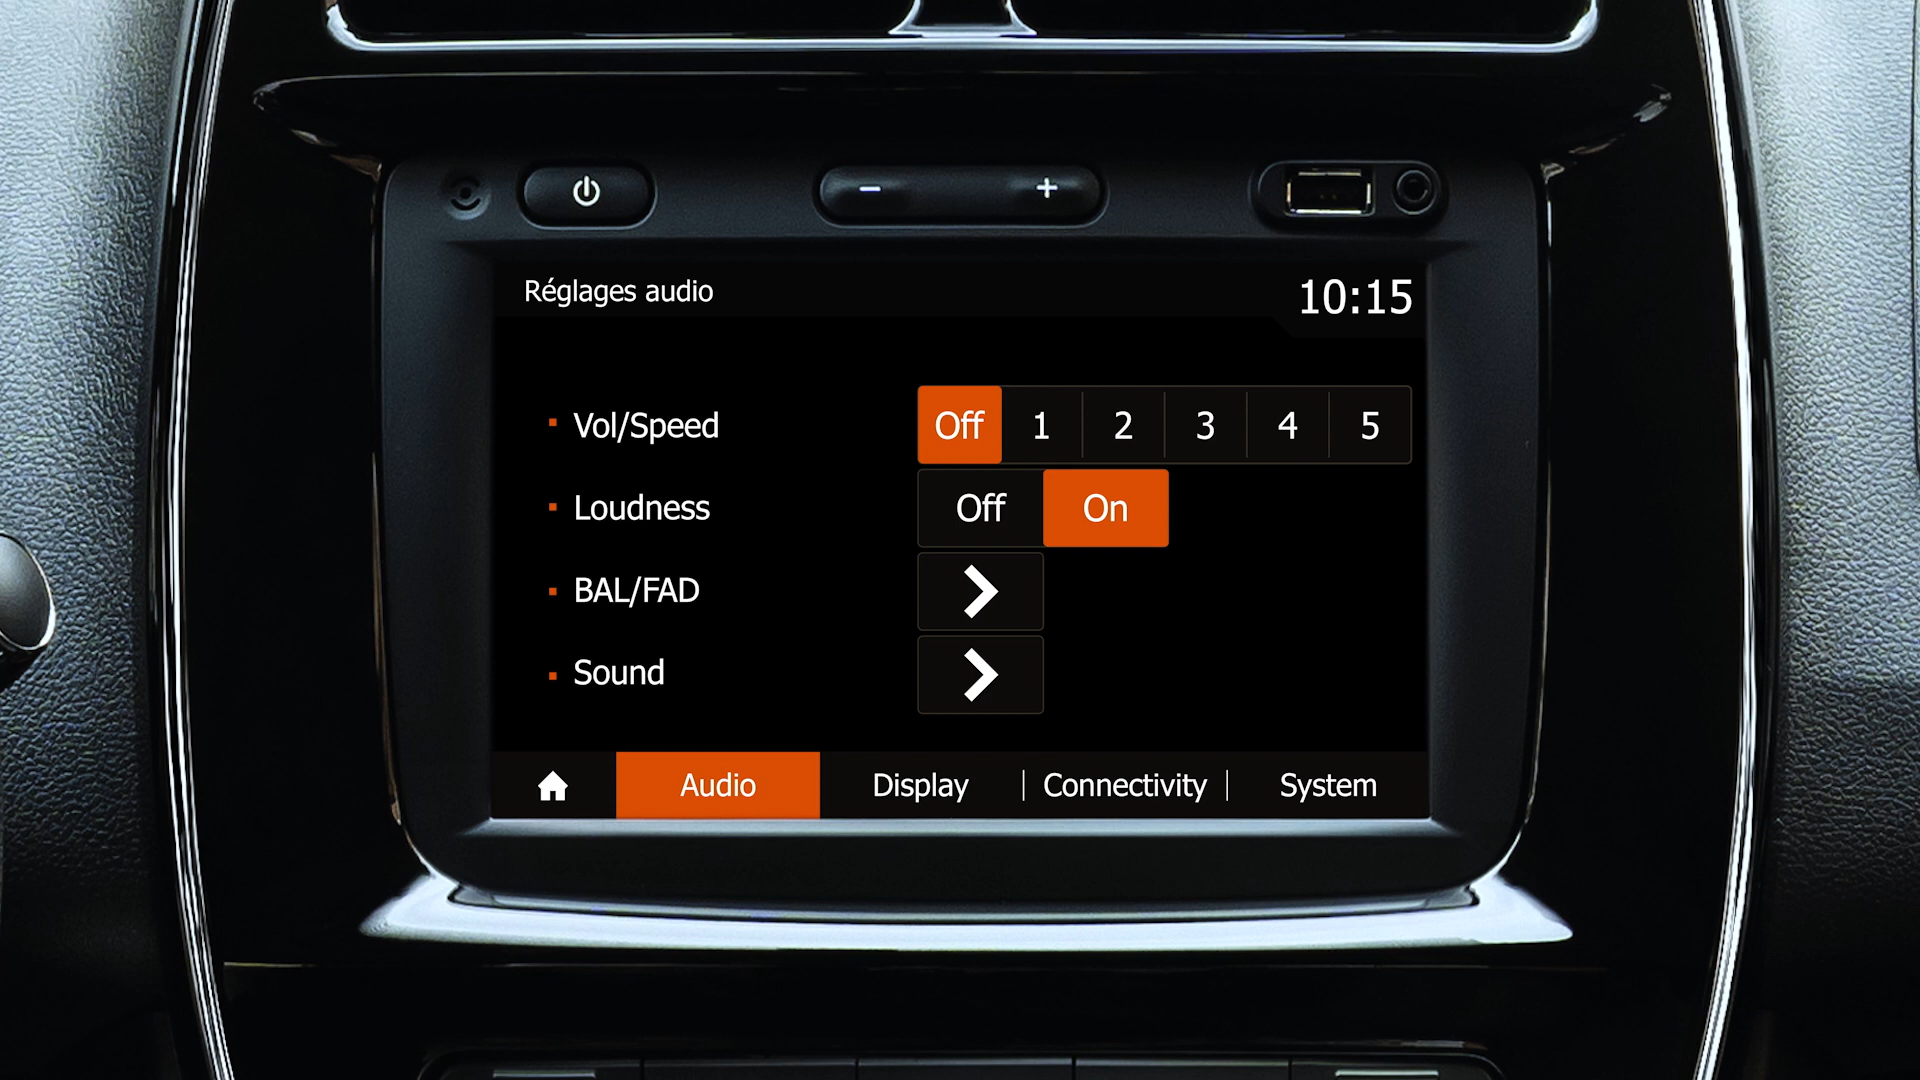 Réglages audio 10:15
Vol/Speed Off 1 2 3 4 5
Loudness Off On
BAL/FAD
Sound
Audio Display Connectivity System